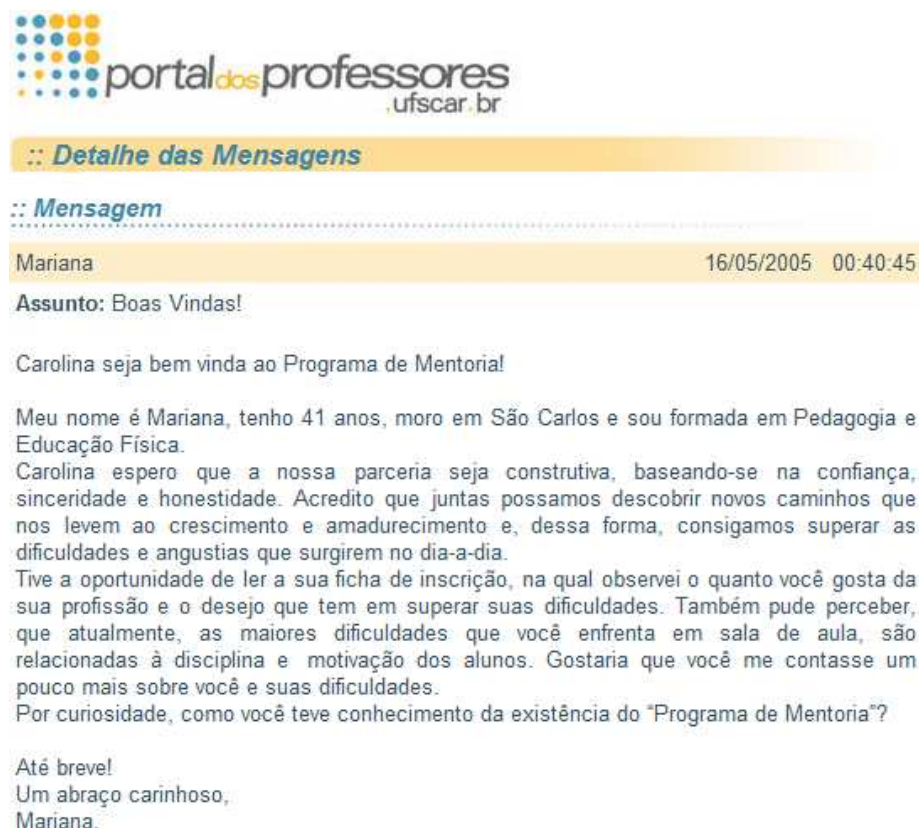 portaldosprofessores
.ufscar.br
:: Detalhe das Mensagens
:: Mensagem
Mariana 16/05/2005 00:40:45
Assunto: Boas Vindas!
Carolina seja bem vinda ao Programa de Mentoria!
Meu nome é Mariana, tenho 41 anos, moro em São Carlos e sou formada em Pedagogia e
Educação Física.
Carolina espero que a nossa parceria seja construtiva, baseando-se na confiança,
sinceridade e honestidade. Acredito que juntas possamos descobrir novos caminhos que
nos levem ao crescimento e amadurecimento e, dessa forma, consigamos superar as
dificuldades e angustias que surgirem no dia-a-dia.
Tive a oportunidade de ler a sua ficha de inscrição, na qual observei o quanto você gosta da
sua profissão e o desejo que tem em superar suas dificuldades. Também pude perceber,
que atualmente, as maiores dificuldades que você enfrenta em sala de aula, são
relacionadas à disciplina e motivação dos alunos. Gostaria que você me contasse um
pouco mais sobre você e suas dificuldades.
Por curiosidade, como você teve conhecimento da existência do “Programa de Mentoria”?
Até breve!
Um abraço carinhoso,
Mariana.